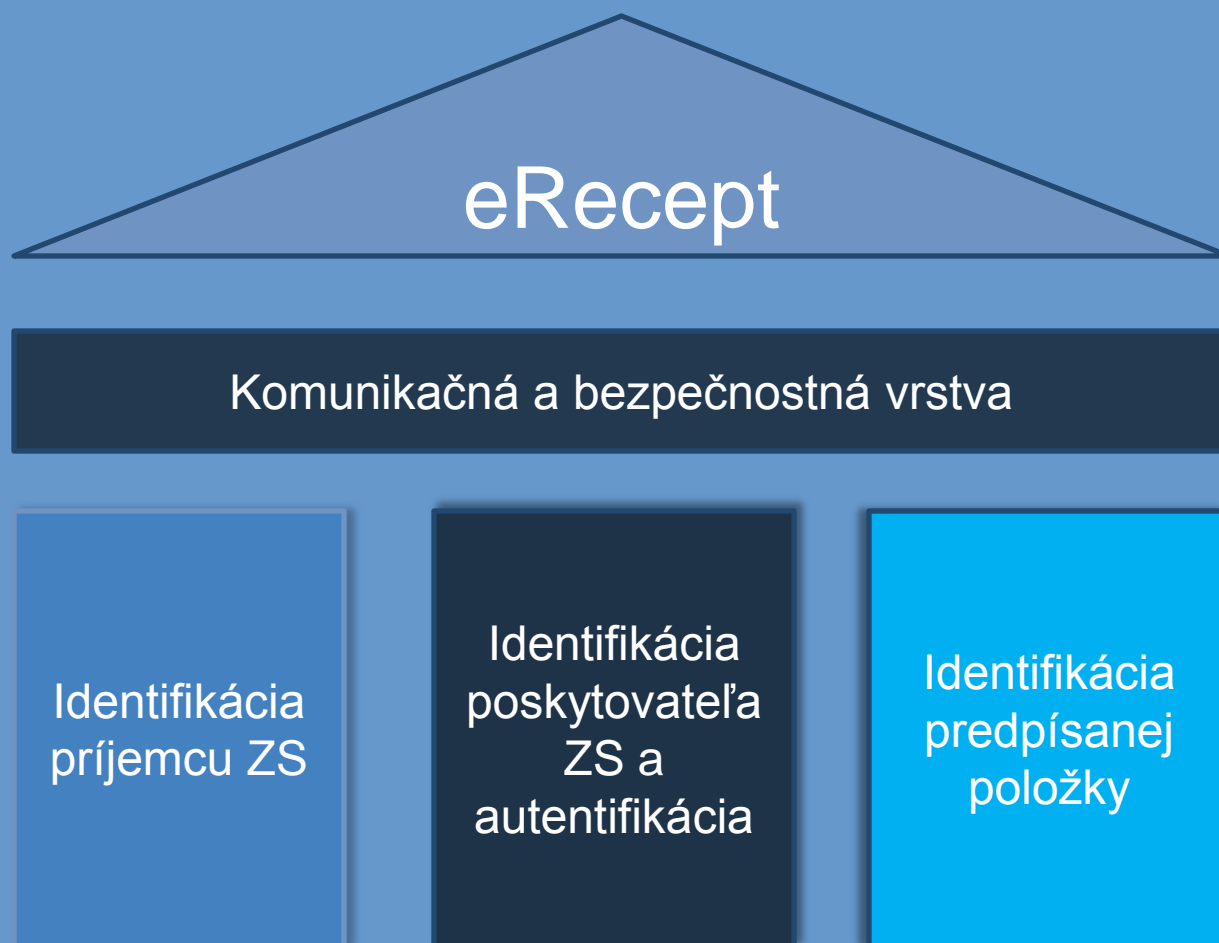 eRecept
Komunikačná a bezpečnostná vrstva
Identifikácia
príjemcu ZS
Identifikácia
poskytovateľa
ZS a
autentifikácia
Identifikácia
predpísanej
položky